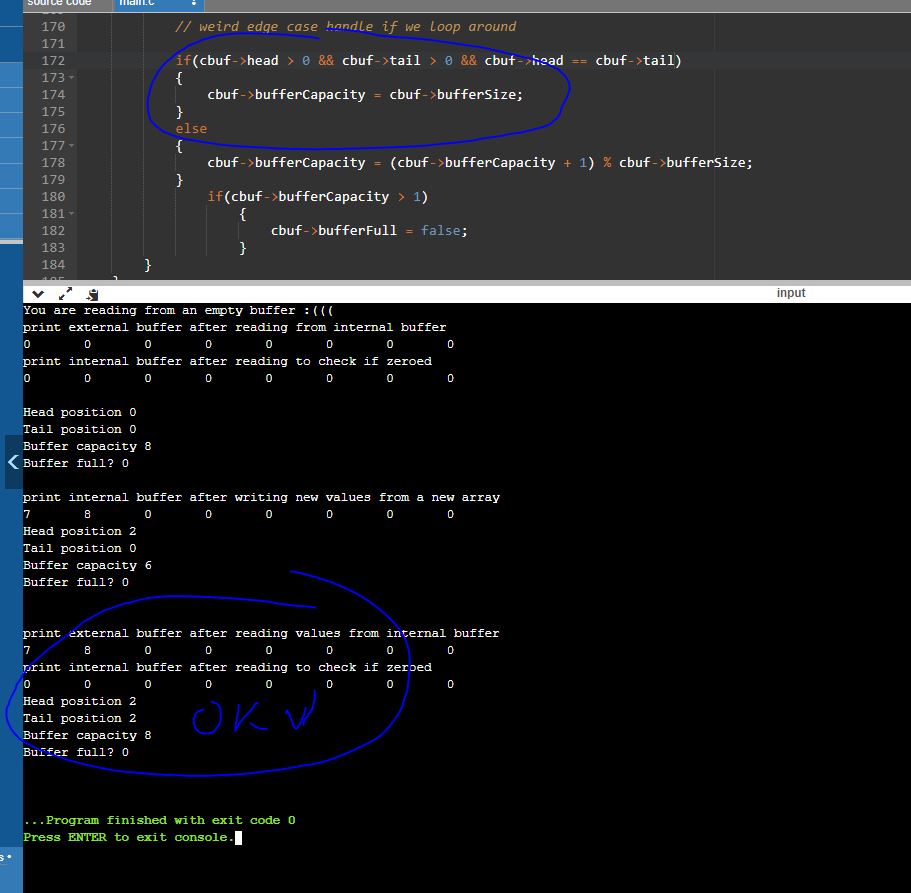 source code main.c
170 // weird edge case handle if we loop around
171
172 if(cbuf->head > 0 && cbuf->tail > 0 && cbuf->head == cbuf->tail)
173 {
174 cbuf->bufferCapacity = cbuf->bufferSize;
175 }
176 else
177 {
178 cbuf->bufferCapacity = (cbuf->bufferCapacity + 1) % cbuf->bufferSize;
179 }
180 if(cbuf->bufferCapacity > 1)
181 {
182 cbuf->bufferFull = false;
183 }
184 }
185 }
input
You are reading from an empty buffer :(((
print external buffer after reading from internal buffer
0 0 0 0 0 0 0 0
print internal buffer after reading to check if zeroed
0 0 0 0 0 0 0 0
Head position 0
Tail position 0
Buffer capacity 8
Buffer full? 0
print internal buffer after writing new values from a new array
7 8 0 0 0 0 0 0
Head position 2
Tail position 0
Buffer capacity 6
Buffer full? 0
print external buffer after reading values from internal buffer
7 8 0 0 0 0 0 0
print internal buffer after reading to check if zeroed
0 0 0 0 0 0 0 0
Head position 2
Tail position 2
OKW
Buffer capacity 8
Buffer full? 0
...Program finished with exit code 0
Press ENTER to exit console.
s